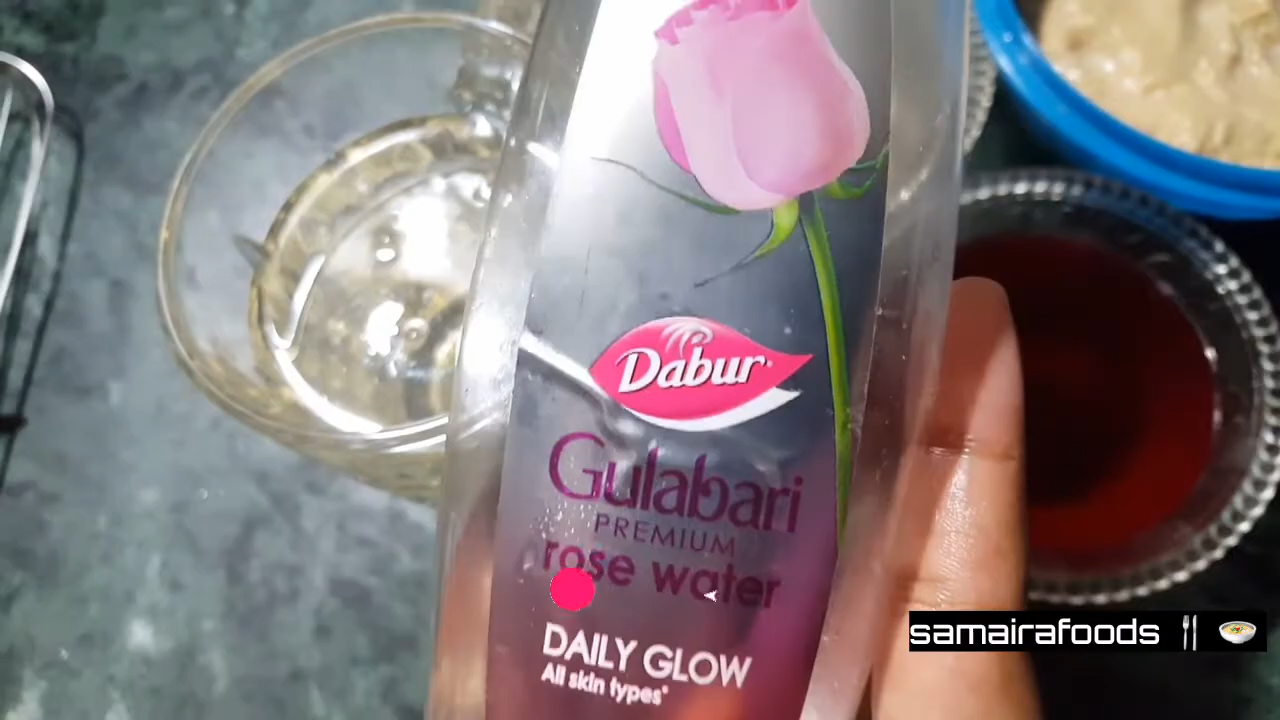 Dabur
Gulabari
PREMIUM
rose water
DAILY GLOW
All skin types*
samairafoods